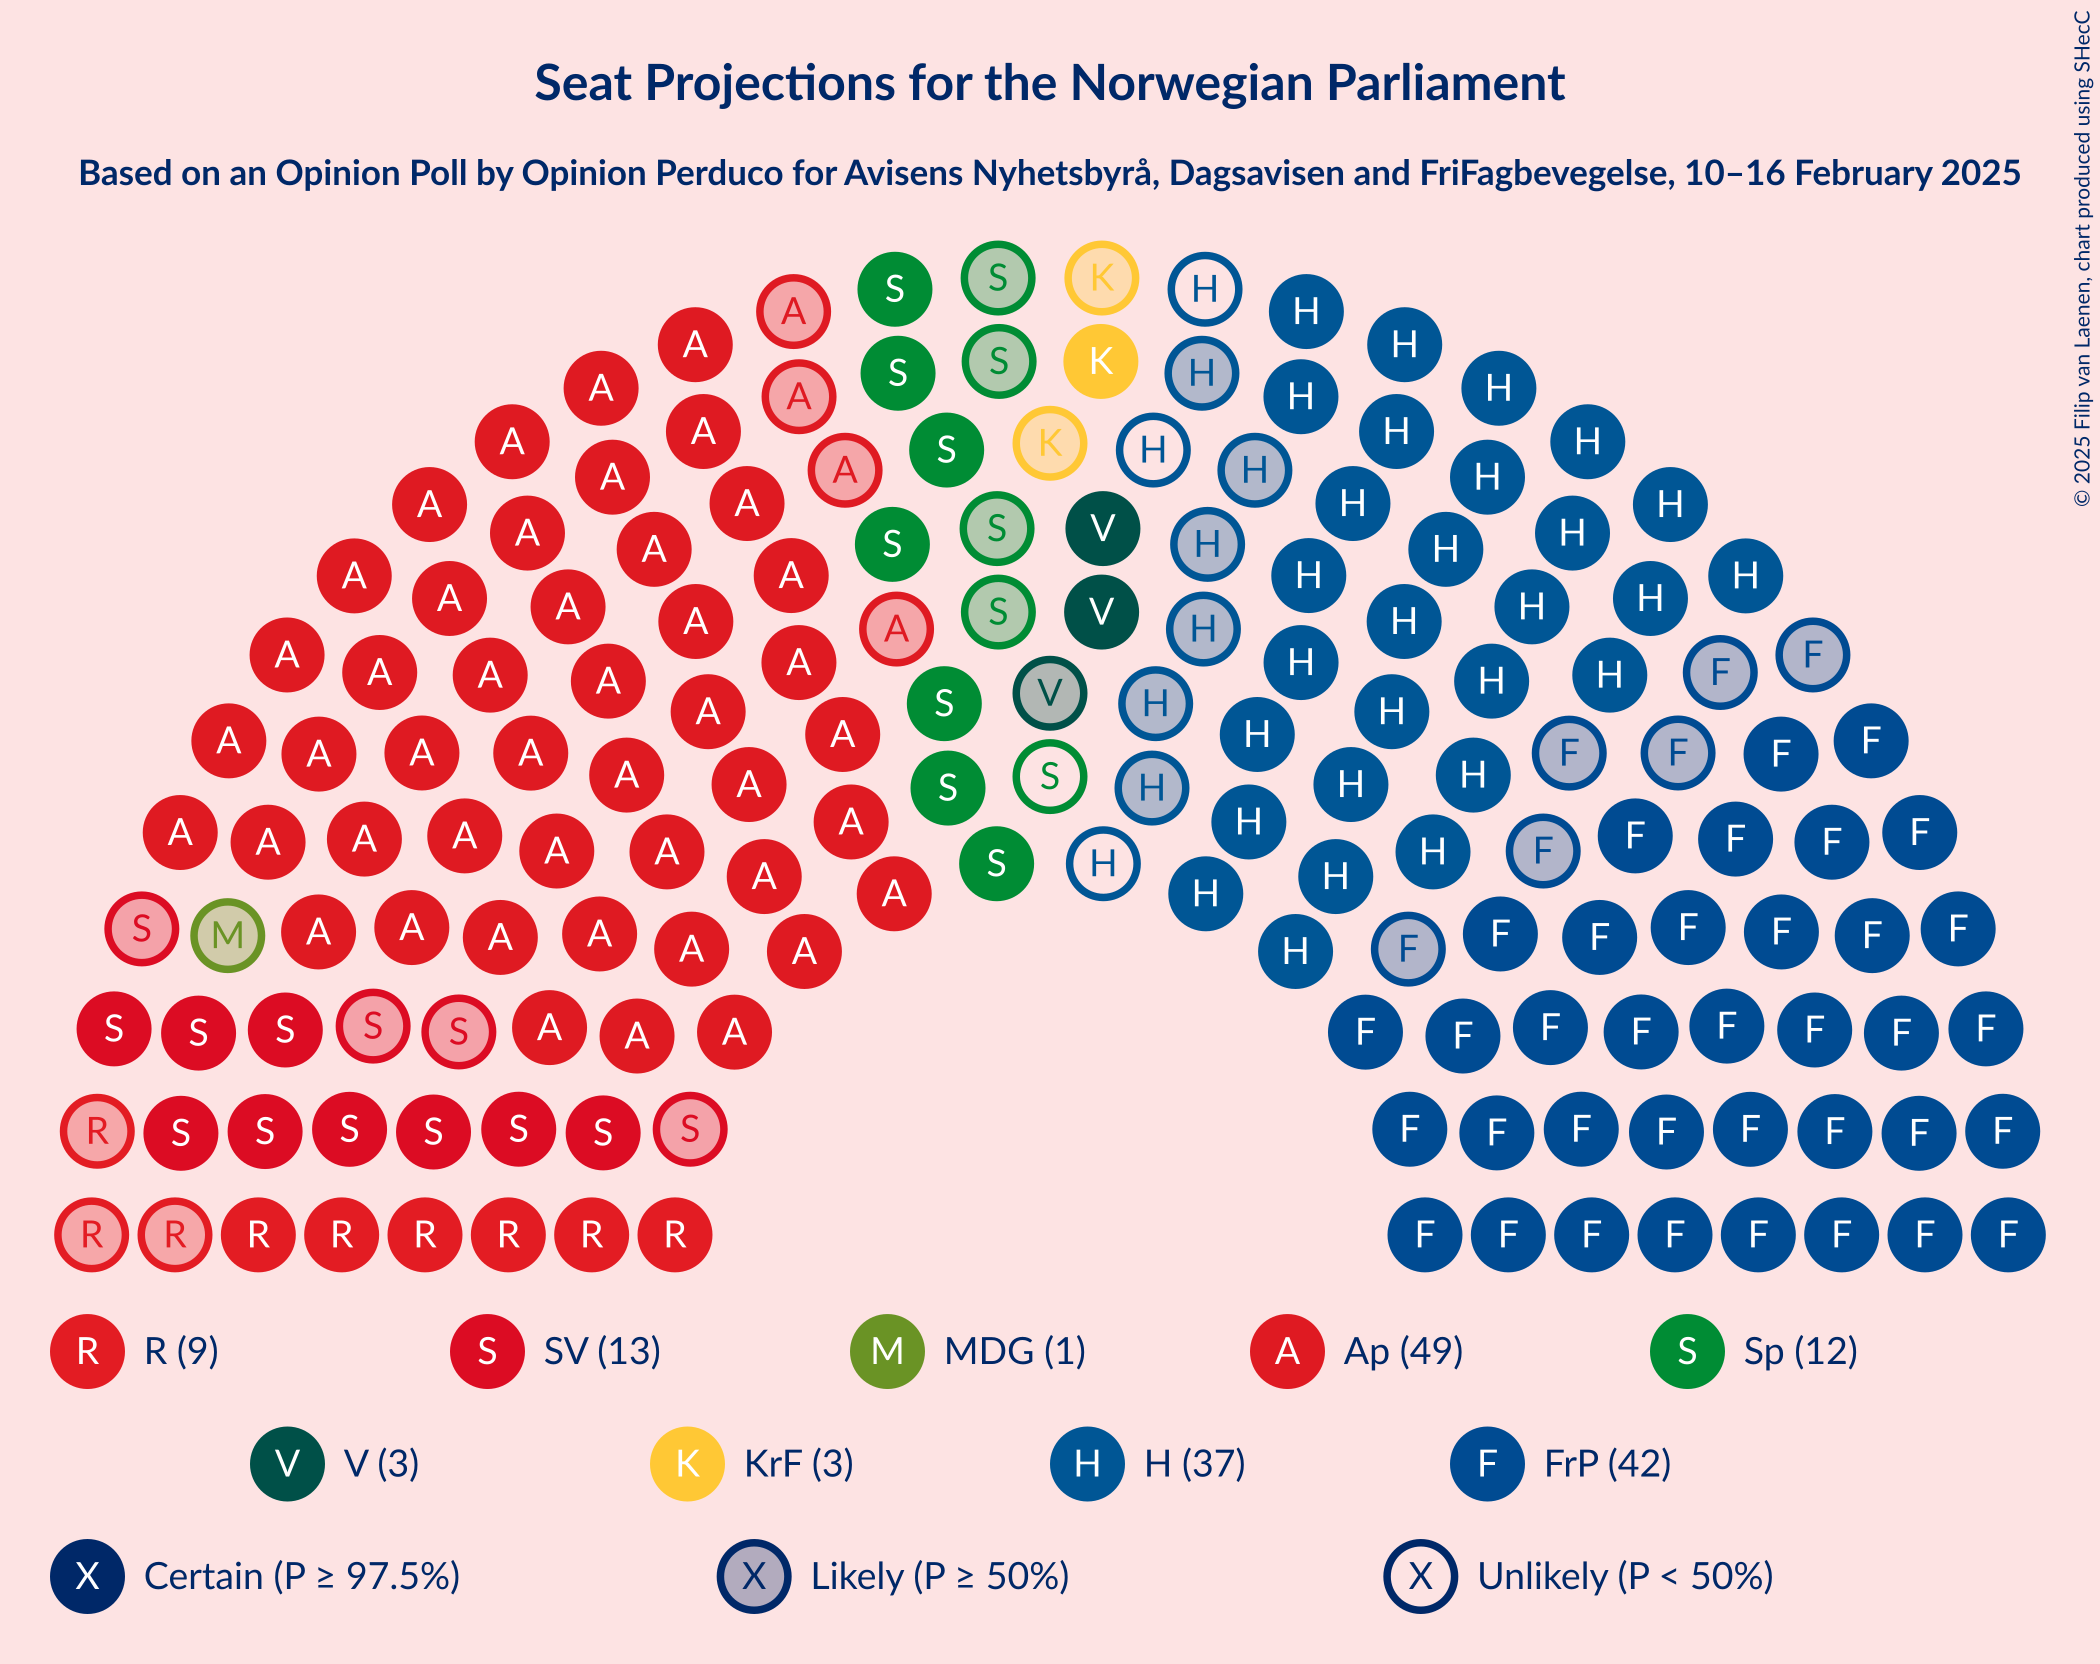 Seat Projections for the Norwegian Parliament
Based on an Opinion Poll by Opinion Perduco for Avisens Nyhetsbyrå, Dagsavisen and FriFagbevegelse, 10–16 February 2025
© 2025 Filip van Laenen, chart produced using SHecC
S S K H
A H
A S K H H
A A H
A S K H H
A A H H
A A S V H H
A A A H H H
A A A S V H H H
A A A A H H H F
A A A S V H H H F
A A A A H H F F
A A A A S S H H H F F F
A A A A A H H F F F F
A A A A S H H H F F F
S M A A A A A A H F F F F F F F
S S S S S A A A F F F F F F F F
R S S S S S S S F F F F F F F F
R R R R R R R R F F F F F F F F
R R (9) S SV (13) M MDG (1) A Ap (49) S Sp (12)
V V (3) K KrF (3) H H (37) F FrP (42)
X Certain (P ≥ 97.5%) X Likely (P ≥ 50%) X Unlikely (P < 50%)